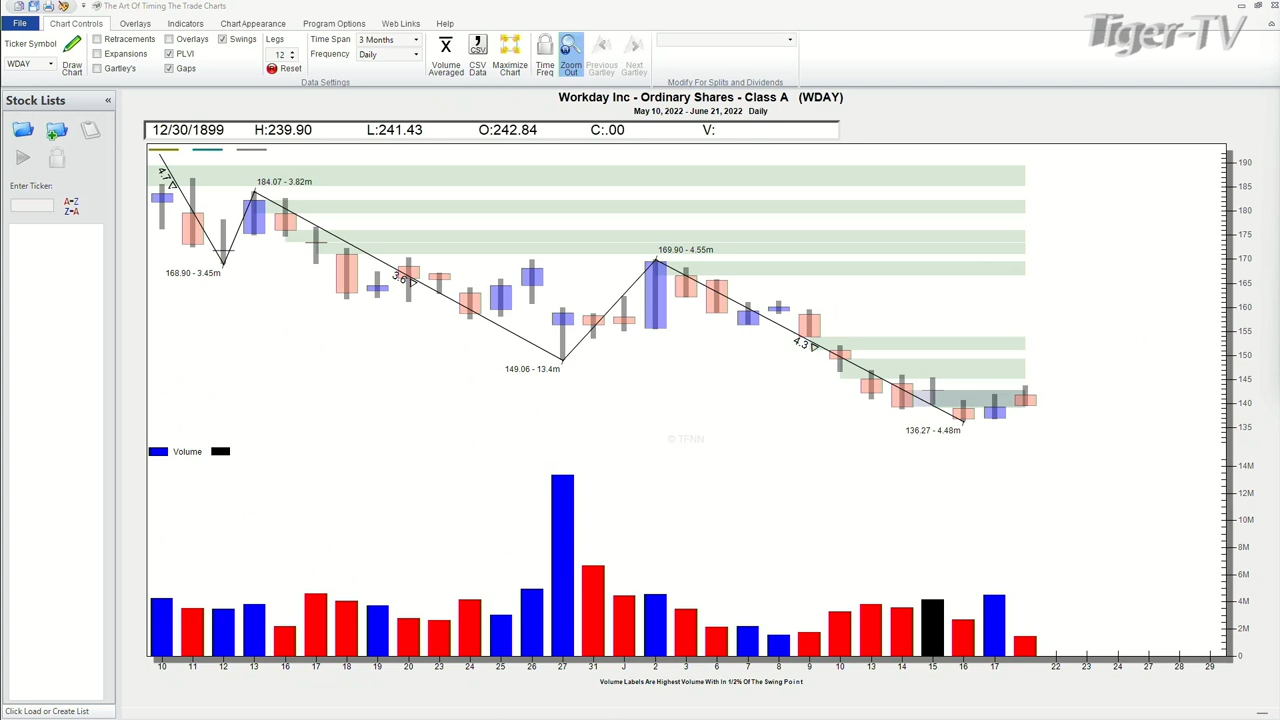 The Art Of Timing The Trade Charts
Tiger-TV
File Chart Controls Overlays Indicators Chart Appearance Program Options Web Links Help
Ticker Symbol
WDAY
Draw
Chart
Retracements Overlays Swings
Expansions PLVI
Gartley's Gaps
Legs
12
Reset
Time Span 3 Months
Frequency Daily
Data Settings
Volume
Averaged
CSV
Data
Maximize
Chart
Time
Freq
Zoom
Out
Previous
Gartley
Next
Gartley
Modify For Splits and Dividends
Stock Lists
Enter Ticker:
A-Z
Z-A
Click Load or Create List
Workday Inc - Ordinary Shares - Class A (WDAY)
May 10, 2022 - June 21, 2022 Daily
12/30/1899 H:239.90 L:241.43 O:242.84 C:.00 V:
4.7
184.07 - 3.82m
168.90 - 3.45m
3.6
169.90 - 4.55m
149.06 - 13.4m
4.3
136.27 - 4.48m
190
185
180
175
170
165
160
155
150
145
140
135
© TFNN
Volume
14M
12M
10M
8M
6M
4M
2M
0
10 11 12 13 16 17 18 19 20 23 24 25 26 27 31 J 2 3 6 7 8 9 10 13 14 15 16 17 22 23 24 27 28 29
Volume Labels Are Highest Volume With In 1/2% Of The Swing Point